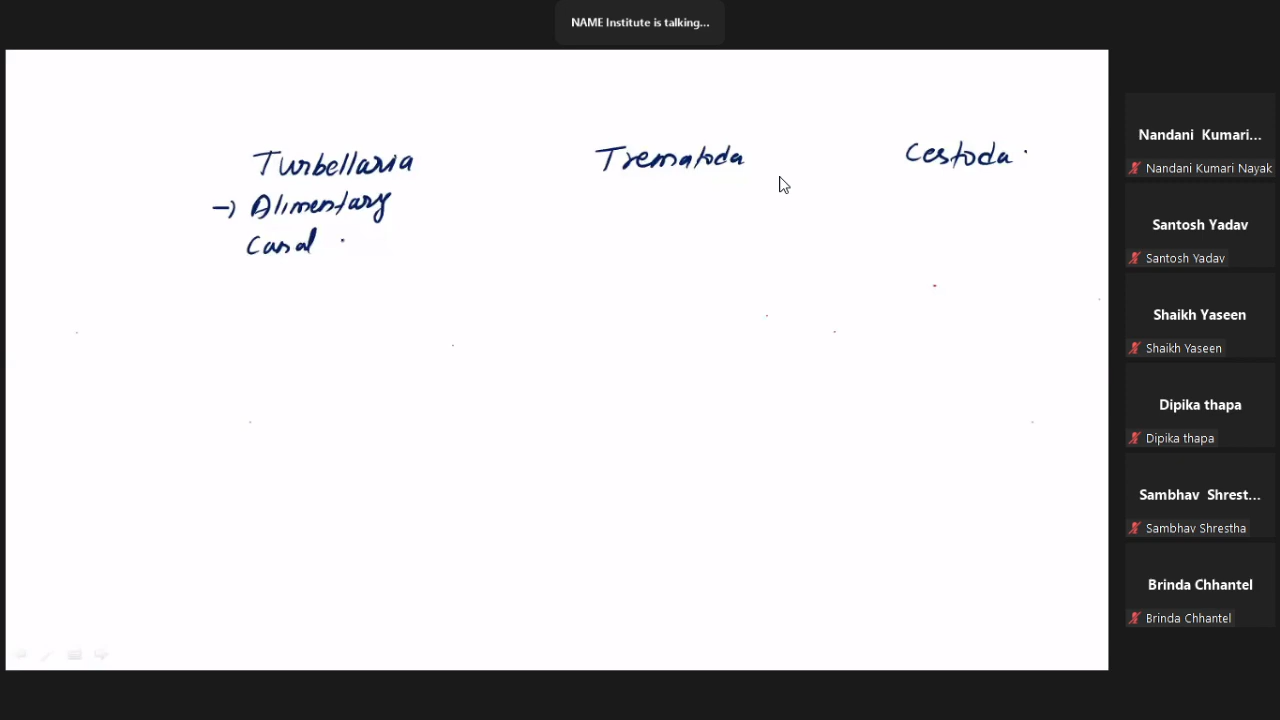 NAME Institute is talking...
Turbellaria Trematoda Cestoda
→ Alimentary
Canal
Nandani Kumari...
Nandani Kumari Nayak
Santosh Yadav
Santosh Yadav
Shaikh Yaseen
Shaikh Yaseen
Dipika thapa
Dipika thapa
Sambhav Shrest...
Sambhav Shrestha
Brinda Chhantel
Brinda Chhantel